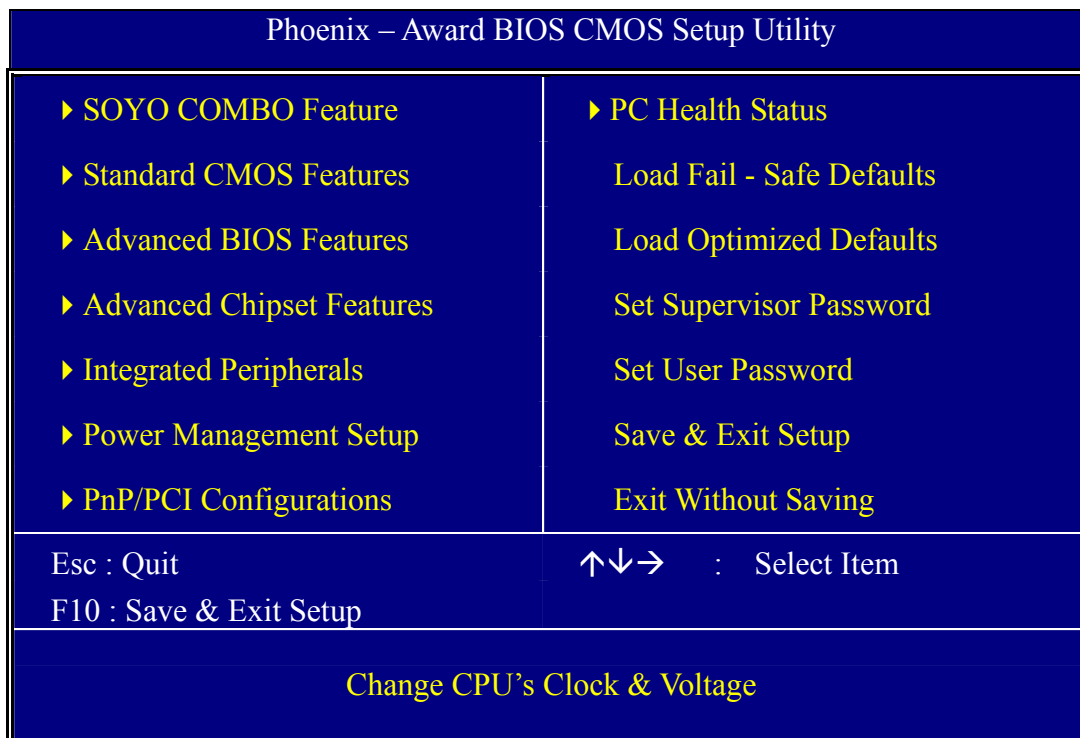 Phoenix – Award BIOS CMOS Setup Utility
SOYO COMBO Feature
Standard CMOS Features
Advanced BIOS Features
Advanced Chipset Features
Integrated Peripherals
Power Management Setup
PnP/PCI Configurations
PC Health Status
Load Fail - Safe Defaults
Load Optimized Defaults
Set Supervisor Password
Set User Password
Save & Exit Setup
Exit Without Saving
Esc : Quit
F10 : Save & Exit Setup
↑↓→ : Select Item
Change CPU’s Clock & Voltage